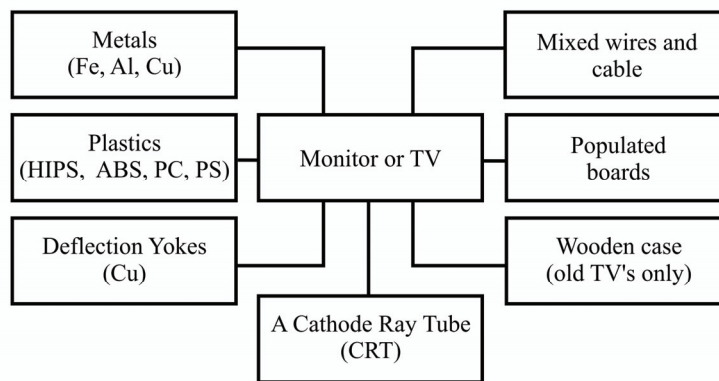 Metals
(Fe, Al, Cu)
Mixed wires and
cable
Plastics
(HIPS, ABS, PC, PS)
Monitor or TV
Populated
boards
Deflection Yokes
(Cu)
Wooden case
(old TV's only)
A Cathode Ray Tube
(CRT)